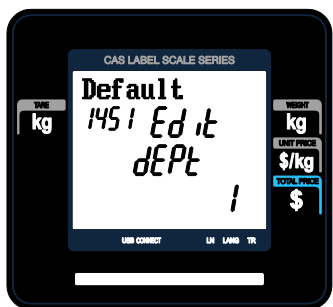 CAS LABEL SCALE SERIES
TARE
kg
Default
1451 Edit
dEPt
1
WEIGHT
kg
UNIT PRICE
$/kg
TOTAL PRICE
$
USB CONNECT LN LANG TR